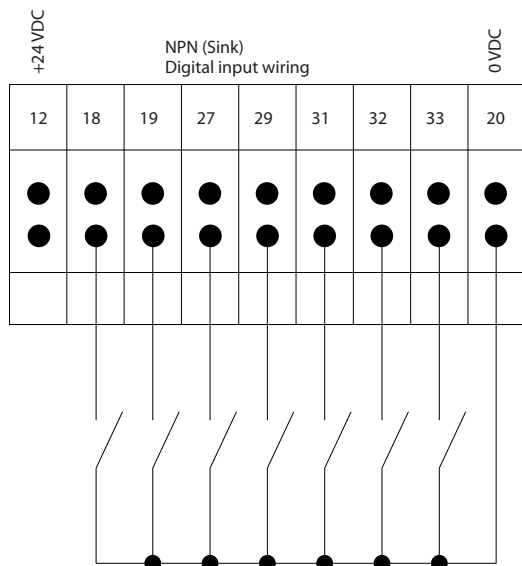 +24 VDC
NPN (Sink)
Digital input wiring
0 VDC
12 18 19 27 29 31 32 33 20